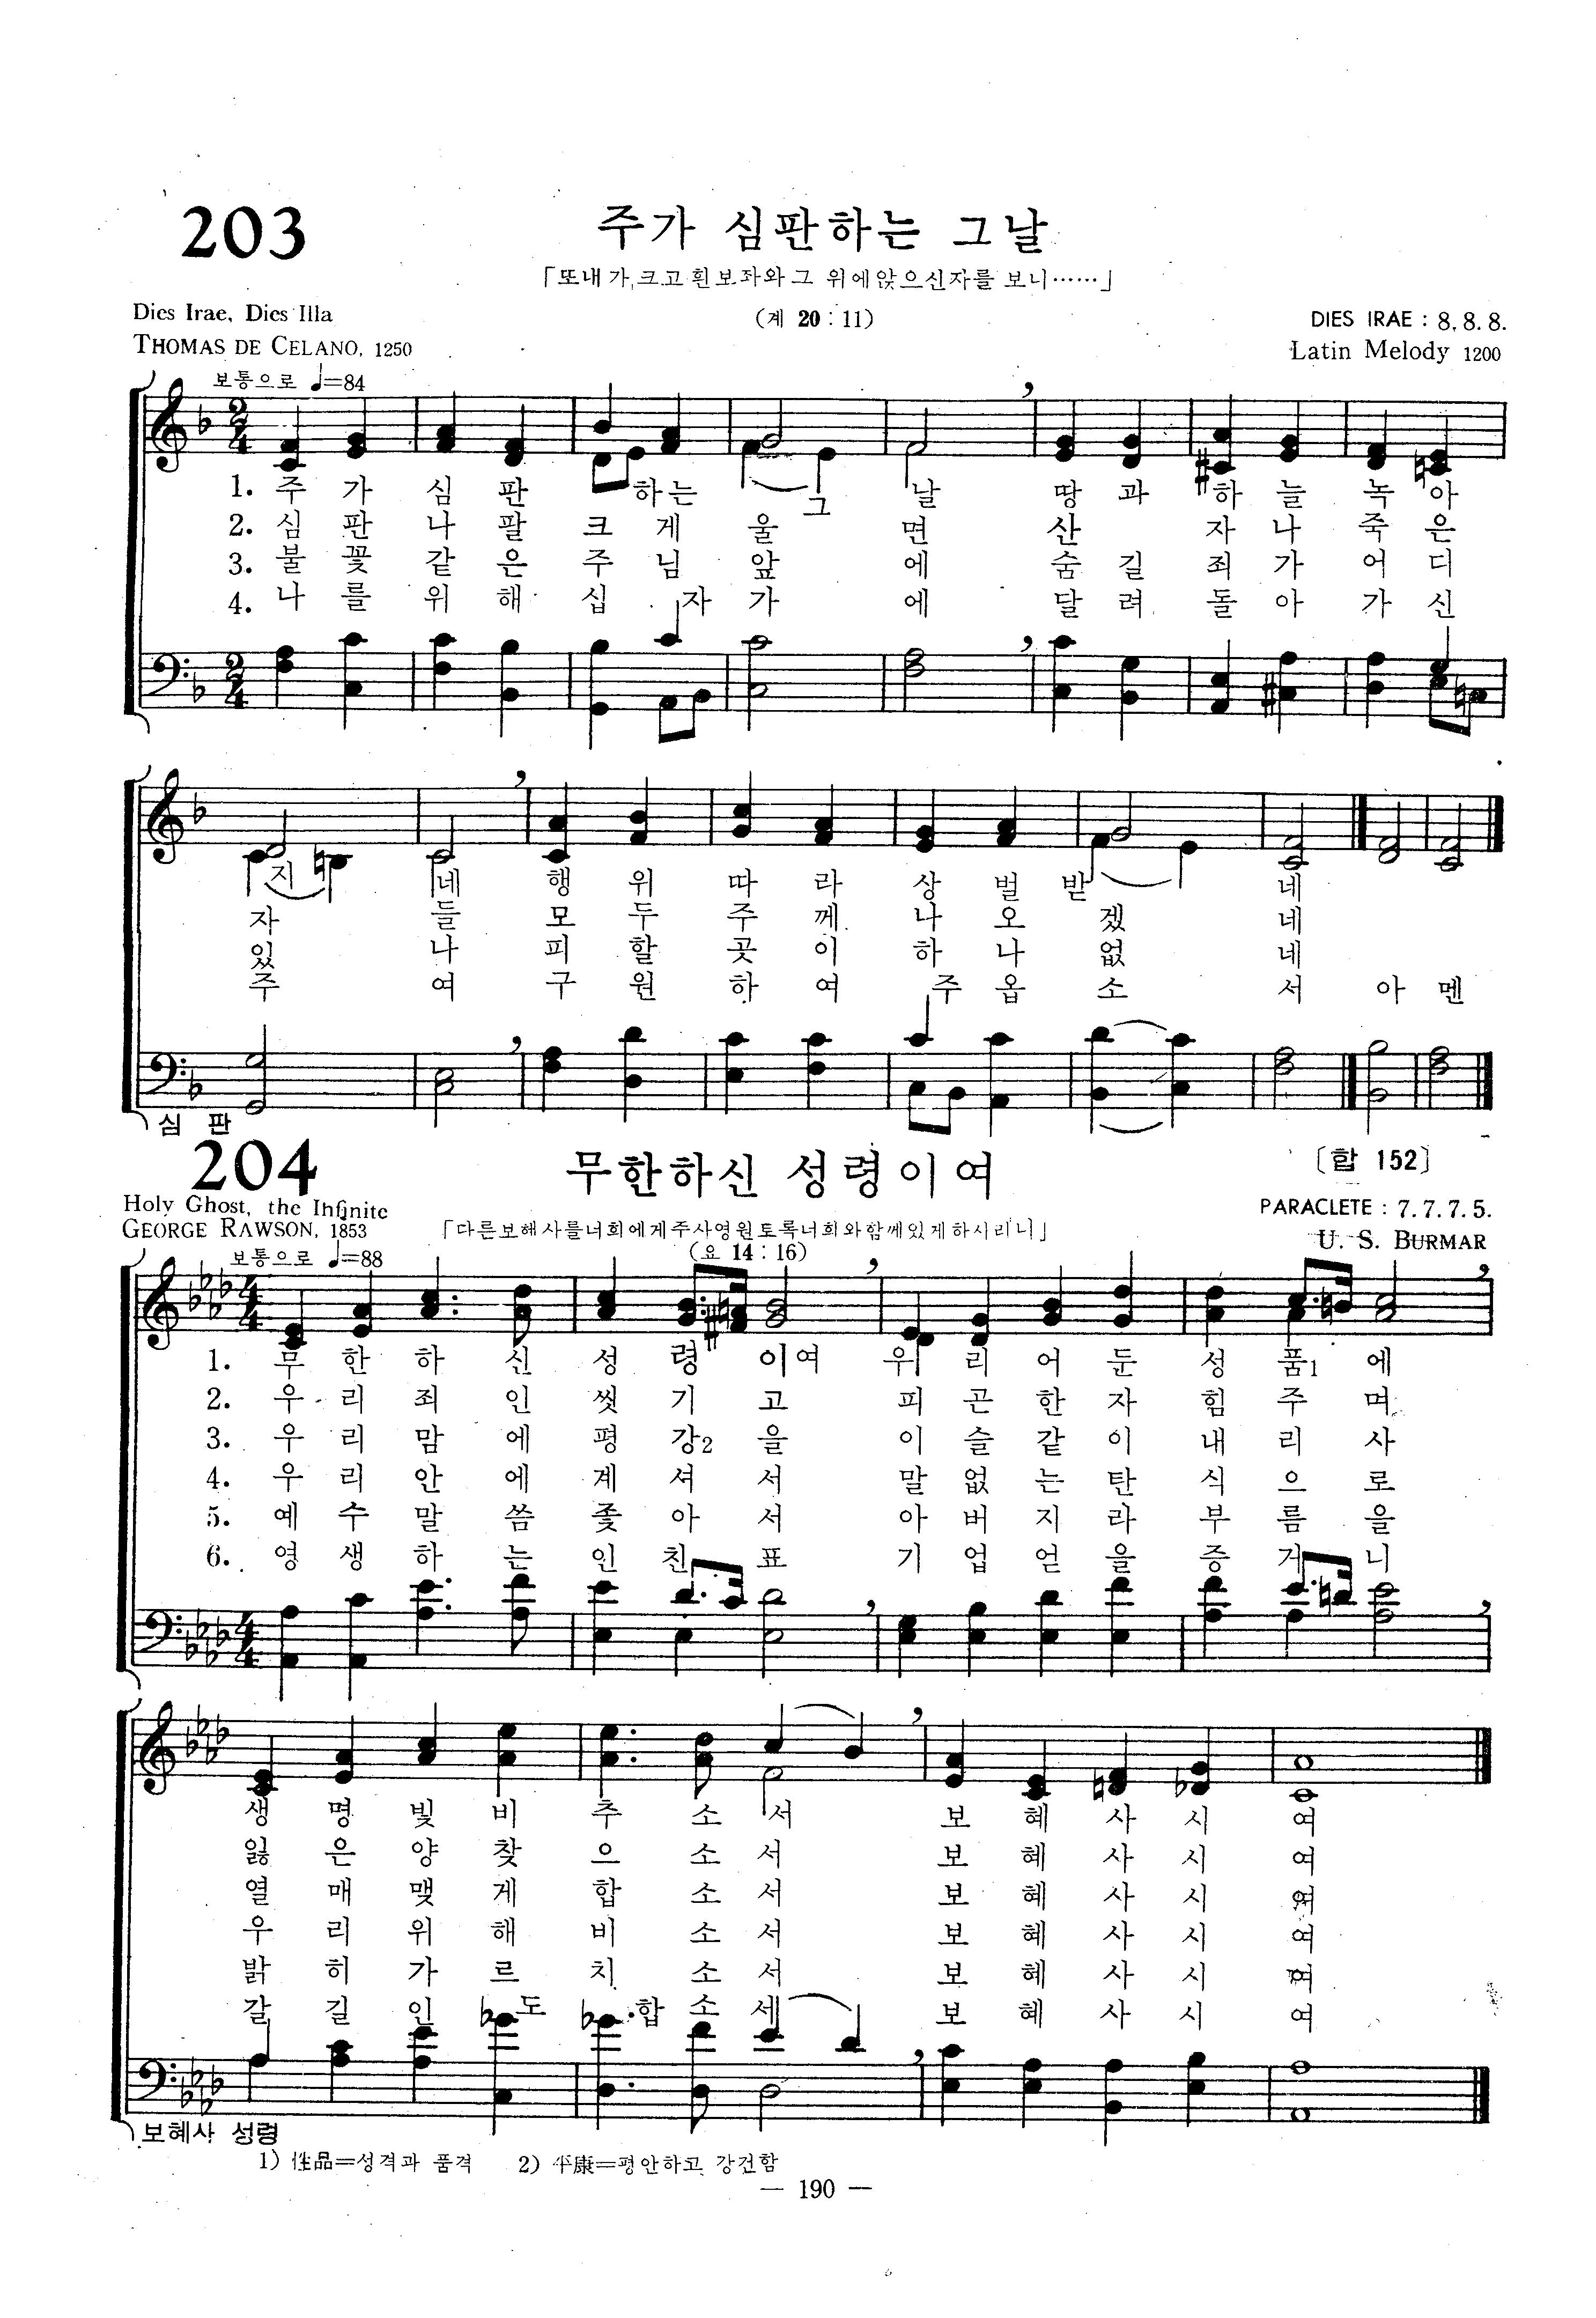 203
주가 심판하는 그날
「또내가 크고 흰보좌와 그 위에앉으신자를 보니……」
(계 20 : 11)
Dies Irae, Dies Illa
THOMAS DE CELANO, 1250
DIES IRAE : 8. 8. 8.
Latin Melody 1200
보통으로 ♩=84
1. 주 가 심 판 하는 그 날 땅 과 하 늘 녹 아
2. 심 판 나 팔 크 게 울 면 산 자 나 죽 은
3. 불 꽃 같 은 주 님 앞 에 숨 길 죄 가 어 디
4. 나 를 위 해 십 자 가 에 달 려 돌 아 가 신
지 네 행 위 따 라 상 벌 받 네
자 들 모 두 주 께 나 오 겠 네
있 나 피 할 곳 이 하 나 없 네
주 여 구 원 하 여 주 옵 소 서 아 멘
심 판
204
무한하신 성령이여
〔합 152〕
Holy Ghost, the Infinite
GEORGE RAWSON, 1853
「다른보혜사를너희에게주사영원토록너희와함께있게하시리니」
(요 14 : 16)
PARACLETE : 7. 7. 7. 5.
U. S. BURMAR
보통으로 ♩=88
1. 무 한 하 신 성 령 이여 우 리 어 둔 성 품1 에
2. 우 리 죄 인 씻 기 고 피 곤 한 자 힘 주 며
3. 우 리 맘 에 평 강2 을 이 슬 같 이 내 리 사
4. 우 리 안 에 계 셔 서 말 없 는 탄 식 으 로
5. 예 수 말 씀 좇 아 서 아 버 지 라 부 름 을
6. 영 생 하 는 인 친 표 기 업 얻 을 증 거 니
생 명 빛 비 추 소 서 보 혜 사 시 여
잃 은 양 찾 으 소 서 보 혜 사 시 여
열 매 맺 게 합 소 서 보 혜 사 시 여
우 리 위 해 비 소 서 보 혜 사 시 여
밝 히 가 르 치 소 서 보 혜 사 시 여
갈 길 인 도 합 소 세 보 혜 사 시 여
보혜사 성령
1) 性品=성격과 품격 2) 平康=평안하고 강건함
— 190 —